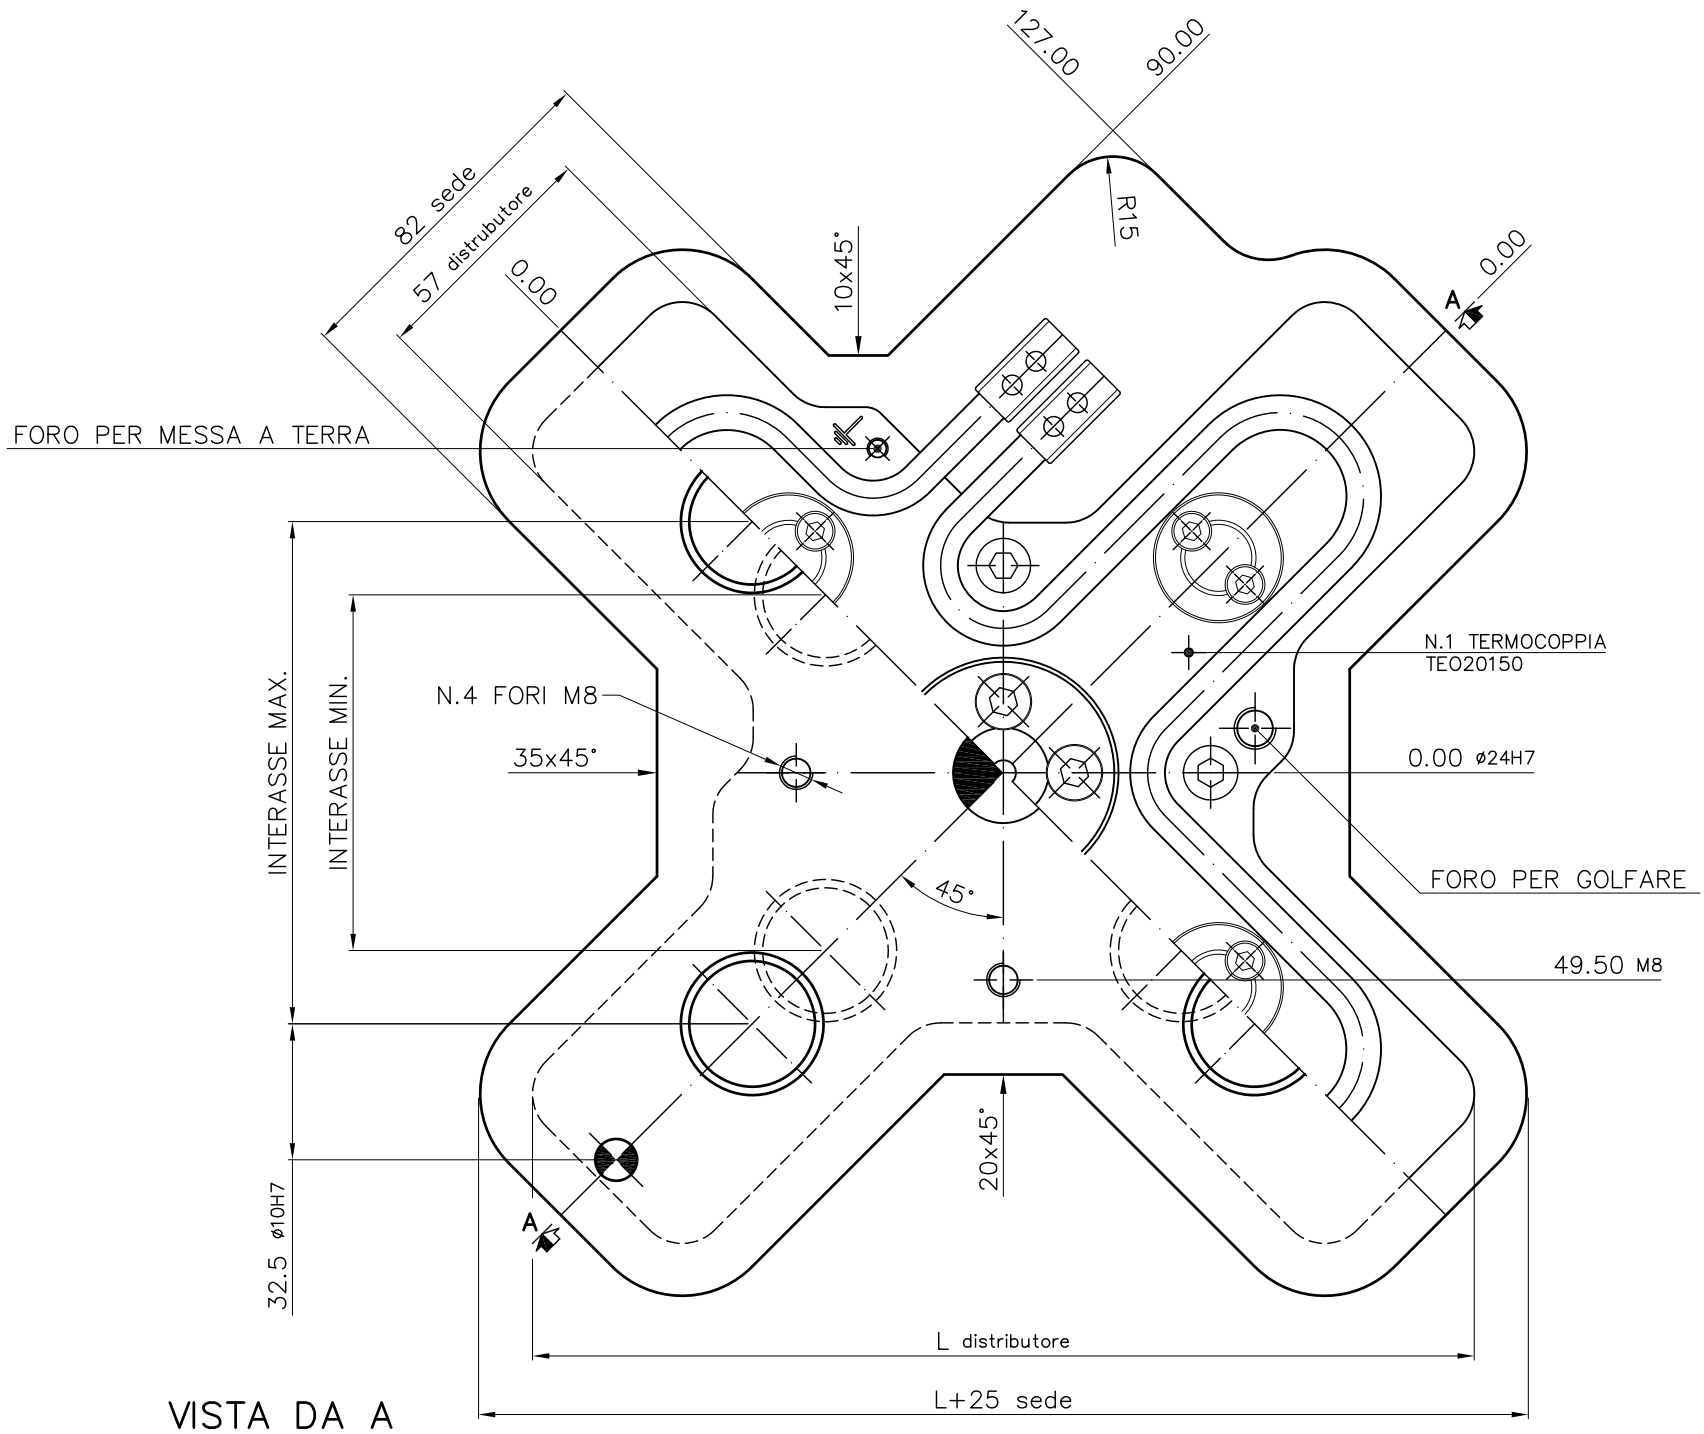 127.00
90.00
82 sede
57 distrubutore
0.00
10x45°
R15
0.00
A
FORO PER MESSA A TERRA
N.1 TERMOCOPPIA
TEO20150
N.4 FORI M8
INTERASSE MAX.
INTERASSE MIN.
35x45°
0.00 ø24H7
45°
FORO PER GOLFARE
49.50 M8
20x45°
32.5 ø10H7
A
L distributore
L+25 sede
VISTA DA A